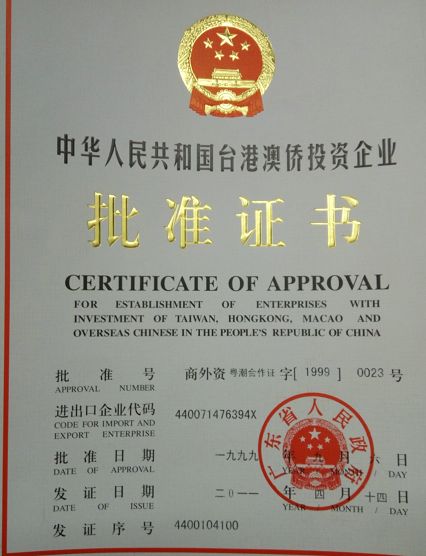 中华人民共和国台港澳侨投资企业
批准证书
CERTIFICATE OF APPROVAL
FOR ESTABLISHMENT OF ENTERPRISES WITH
INVESTMENT OF TAIWAN, HONGKONG, MACAO AND
OVERSEAS CHINESE IN THE PEOPLE'S REPUBLIC OF CHINA
批准号 商外资粤潮合作证字[1999]0023号
APPROVAL NUMBER
进出口企业代码 440071476394X
CODE FOR IMPORT AND
EXPORT ENTERPRISE
批准日期 一九九九年九月六日
DATE OF APPROVAL YEAR / MONTH / DAY
发证日期 二0一一年四月十四日
DATE OF ISSUE YEAR / MONTH / DAY
发证序号 4400104100
广东省人民政府